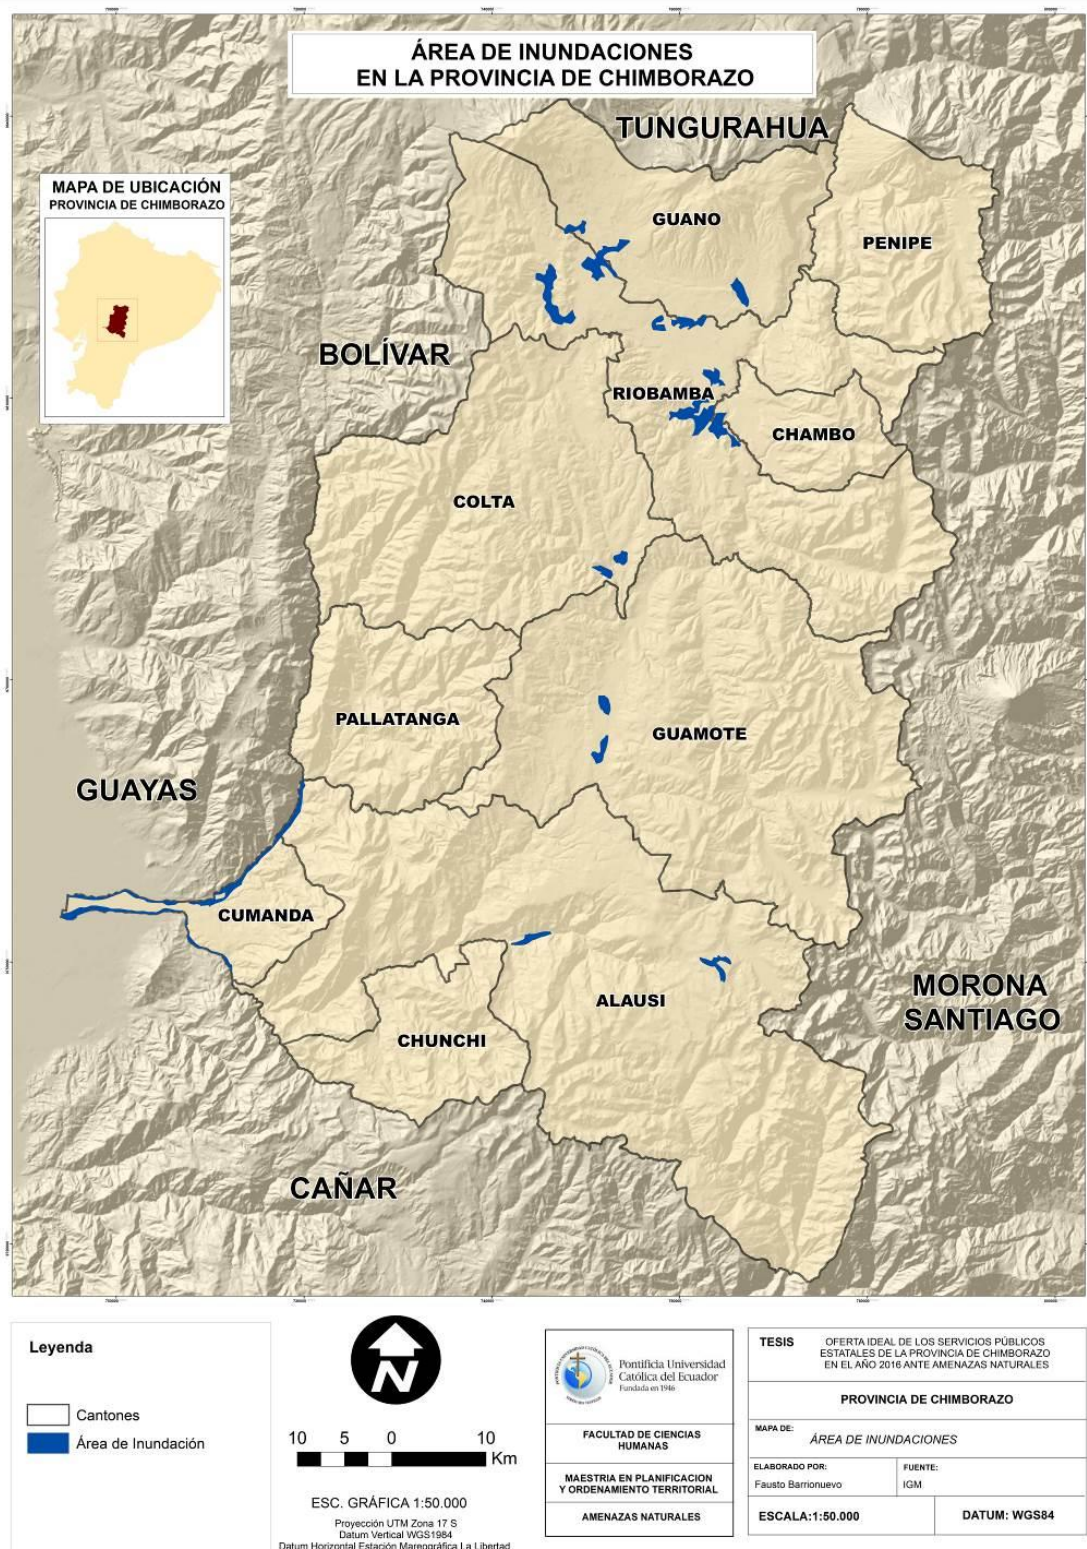 ÁREA DE INUNDACIONES
EN LA PROVINCIA DE CHIMBORAZO
TUNGURAHUA
MAPA DE UBICACIÓN
PROVINCIA DE CHIMBORAZO
GUANO
PENIPE
BOLÍVAR
RIOBAMBA
CHAMBO
COLTA
PALLATANGA
GUAMOTE
GUAYAS
CUMANDA
ALAUSI
MORONA
SANTIAGO
CHUNCHI
CAÑAR
Leyenda
Cantones
Área de Inundación
N
10 5 0 10
Km
ESC. GRÁFICA 1:50.000
Proyección UTM Zona 17 S
Datum Vertical WGS1984
Datum Horizontal Estación Mareográfica La Libertad
Pontificia Universidad
Católica del Ecuador
Fundada en 1946
FACULTAD DE CIENCIAS
HUMANAS
MAESTRIA EN PLANIFICACION
Y ORDENAMIENTO TERRITORIAL
AMENAZAS NATURALES
TESIS OFERTA IDEAL DE LOS SERVICIOS PÚBLICOS
ESTATALES DE LA PROVINCIA DE CHIMBORAZO
EN EL AÑO 2016 ANTE AMENAZAS NATURALES
PROVINCIA DE CHIMBORAZO
MAPA DE:
ÁREA DE INUNDACIONES
ELABORADO POR:
Fausto Barrionuevo
FUENTE:
IGM
ESCALA:1:50.000
DATUM: WGS84